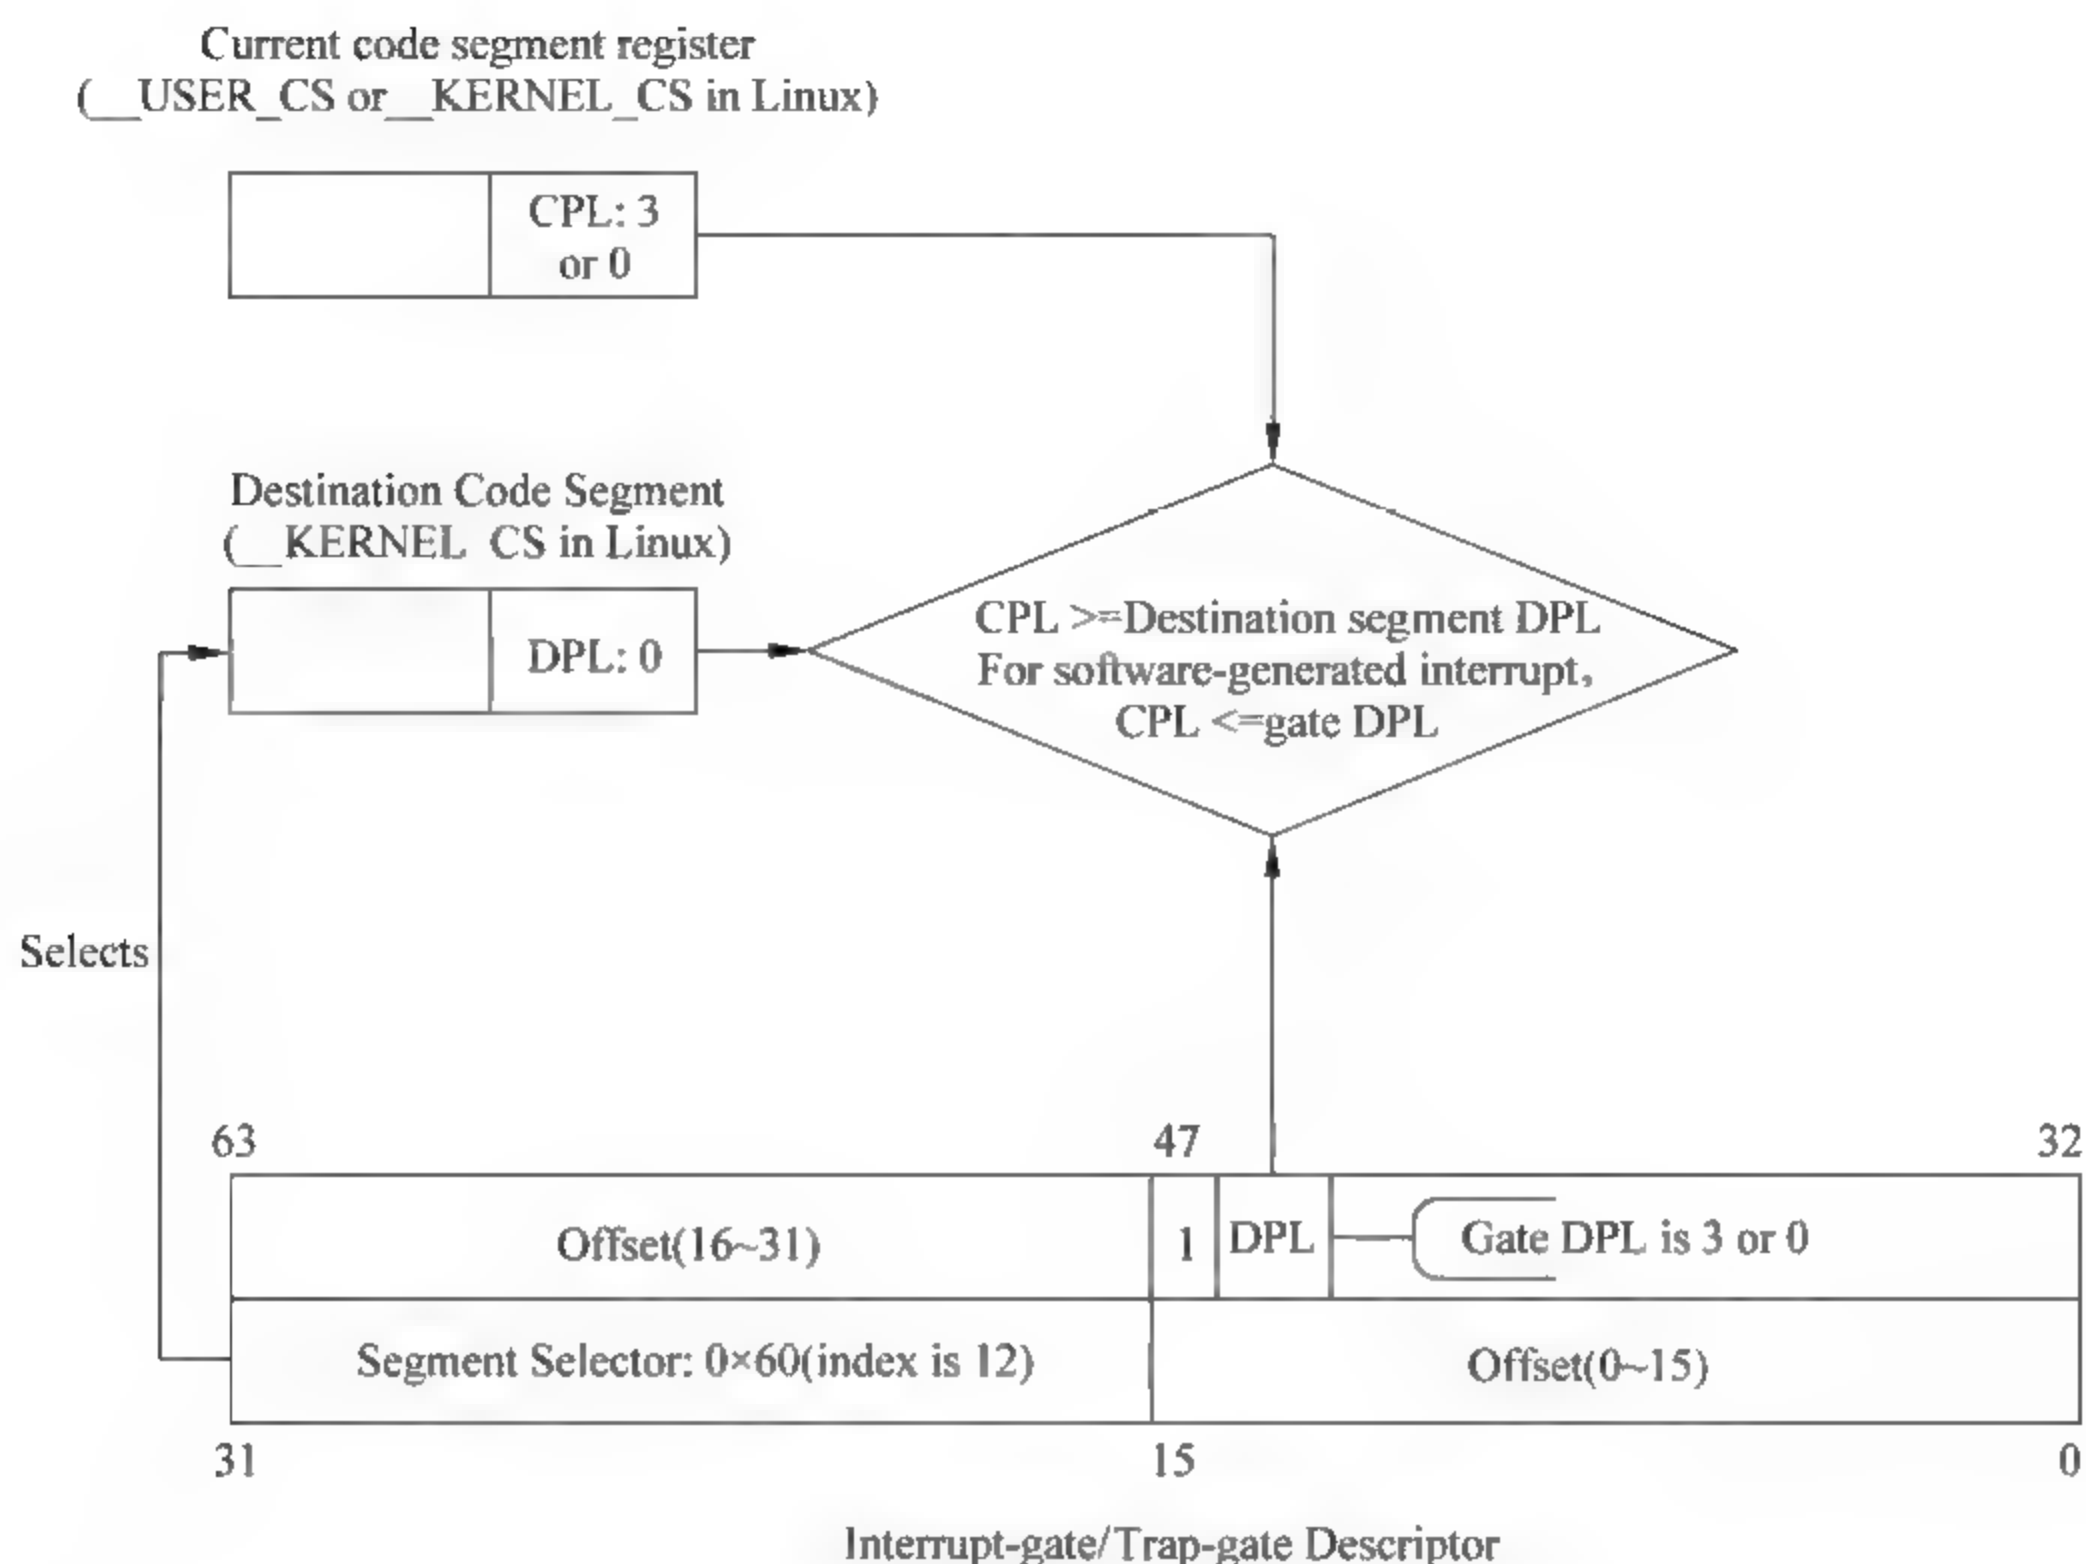 Current code segment register
(__USER_CS or__KERNEL_CS in Linux)
CPL: 3
or 0
Destination Code Segment
(__KERNEL CS in Linux)
DPL: 0
CPL >=Destination segment DPL
For software-generated interrupt,
CPL <=gate DPL
Selects
63
47
32
Offset(16~31)
1
DPL
Gate DPL is 3 or 0
Segment Selector: 0×60(index is 12)
Offset(0~15)
31
15
0
Interrupt-gate/Trap-gate Descriptor